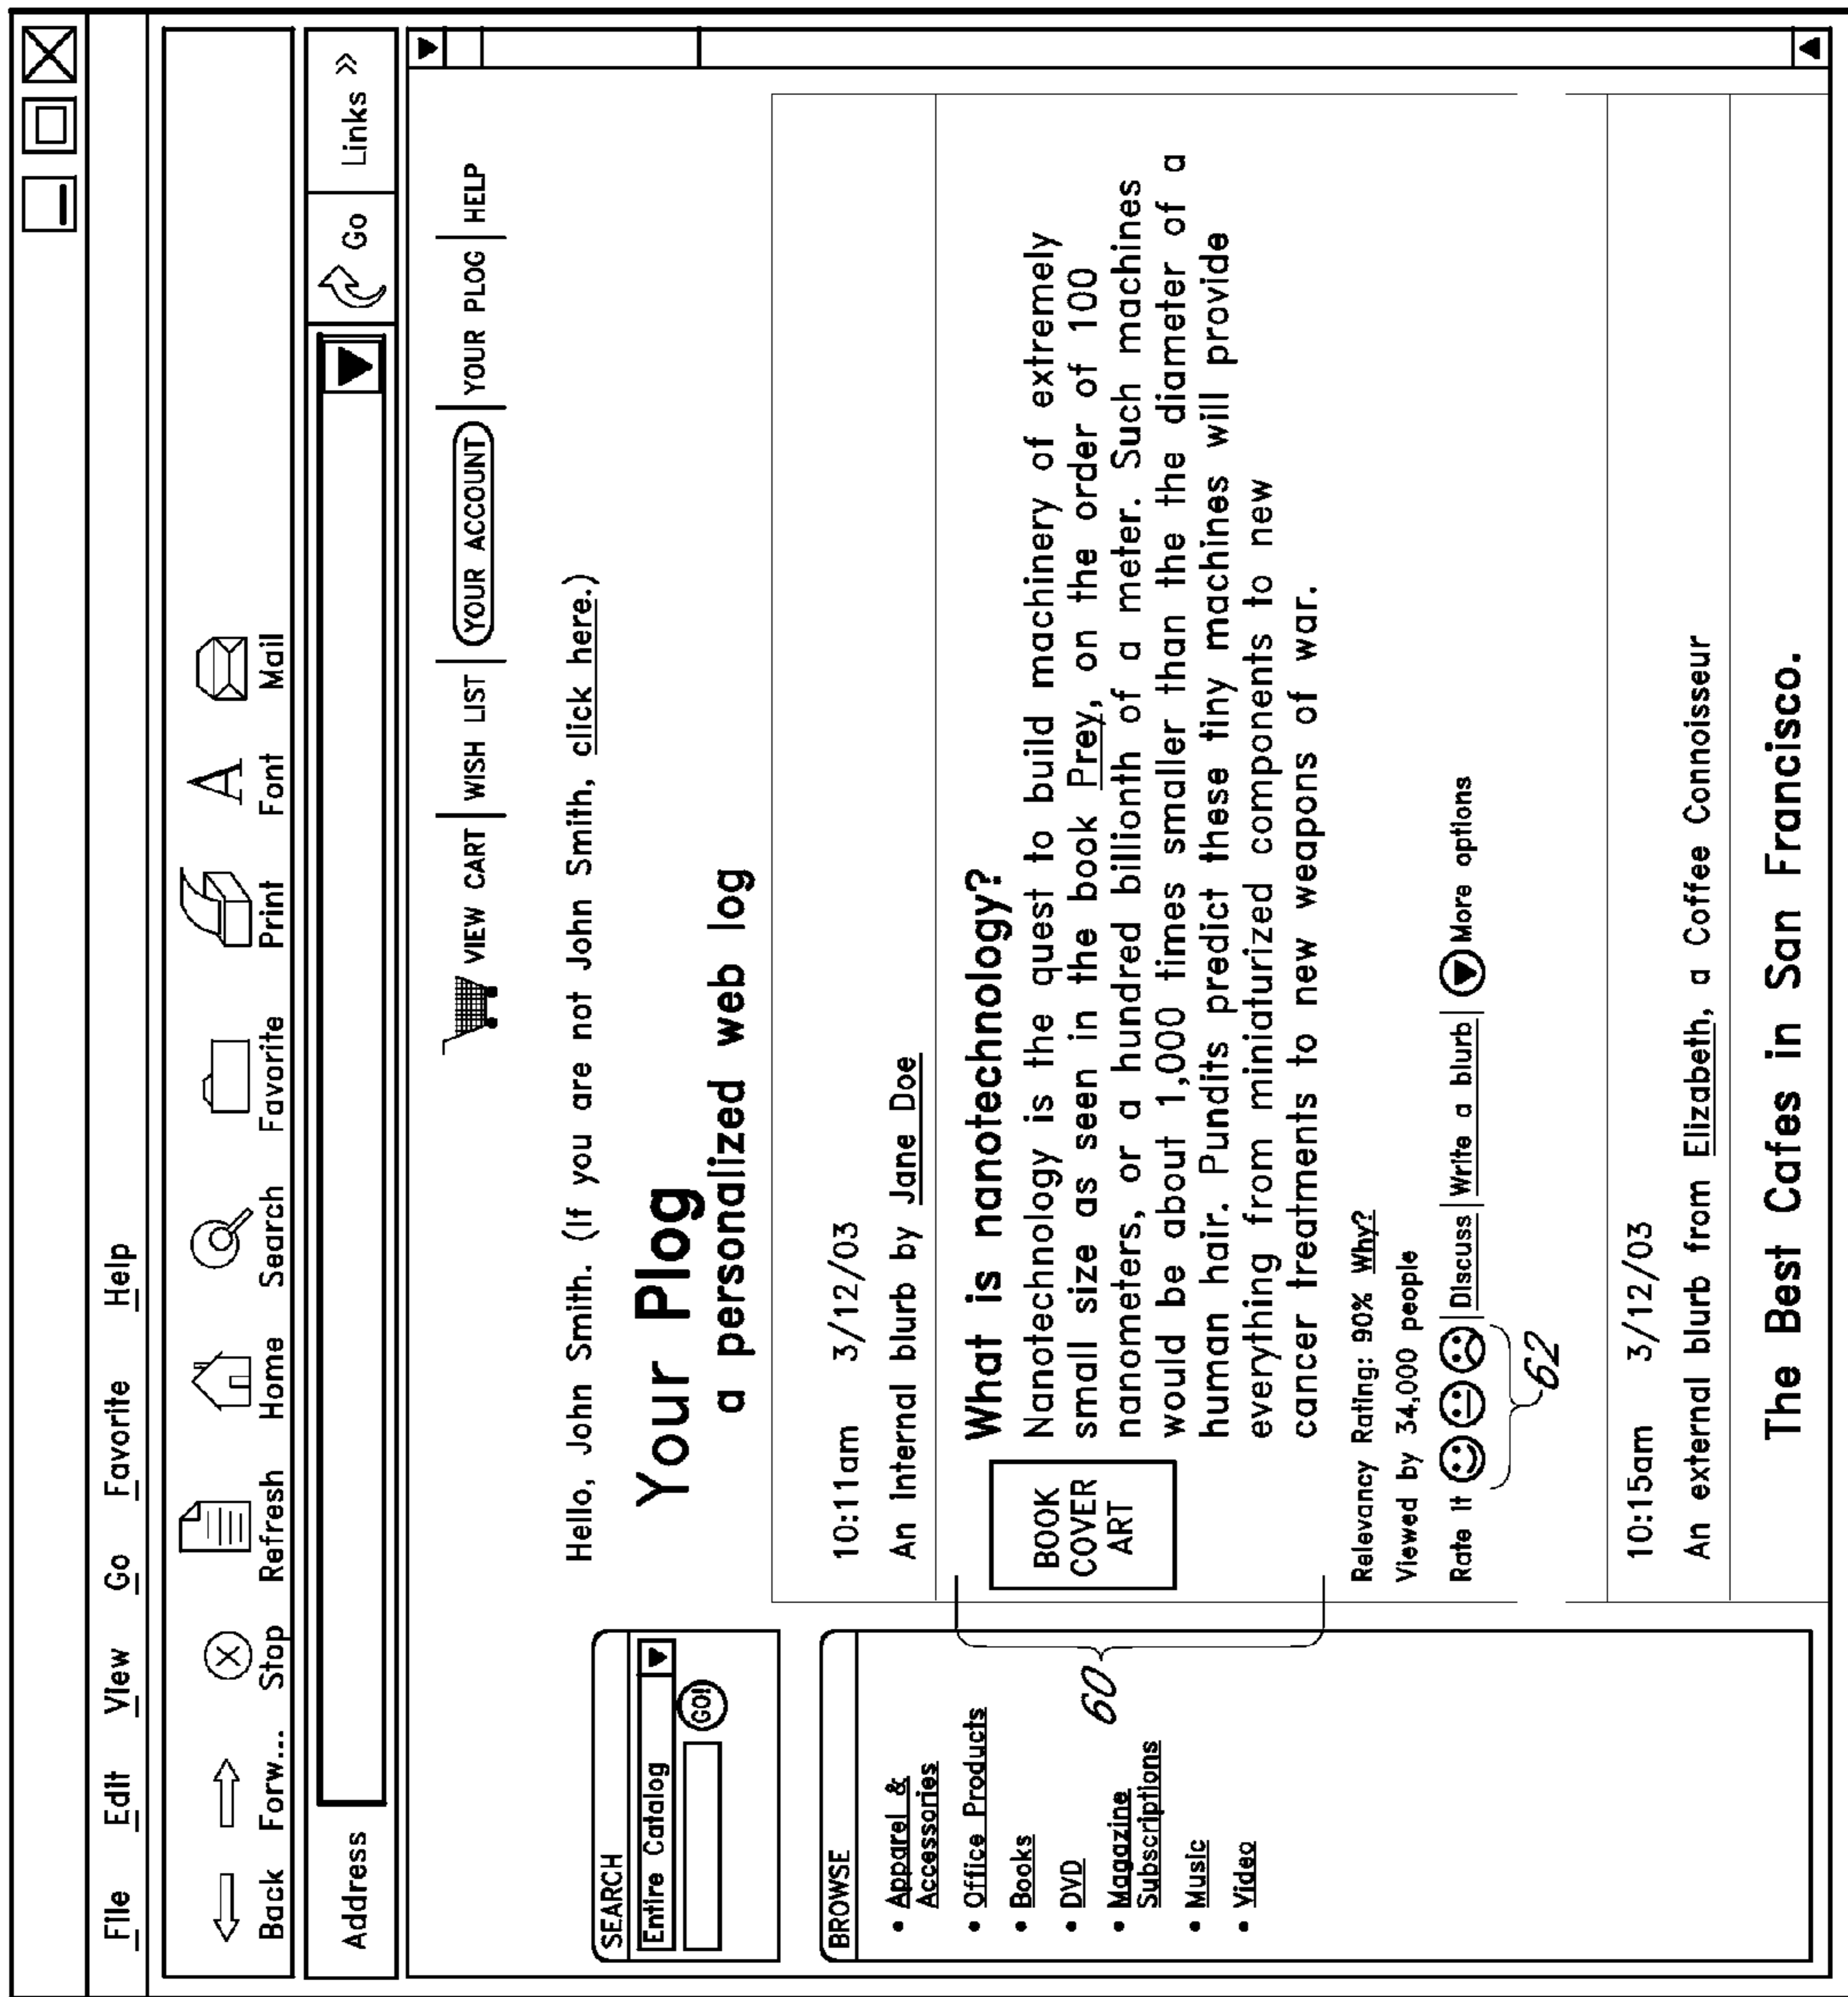 File Edit View Go Favorite Help
Back Forw... Stop Refresh Home Search Favorite Print Font Mail
Address Go Links >>
VIEW CART | WISH LIST | YOUR ACCOUNT | YOUR PLOG | HELP
Hello, John Smith. (If you are not John Smith, click here.)
Your Plog
a personalized web log
SEARCH
Entire Catalog
GO!
BROWSE
• Apparel &
Accessories
• Office Products
• Books
• DVD
• Magazine
Subscriptions
• Music
• Video
60
10:11am 3/12/03
An internal blurb by Jane Doe
BOOK
COVER
ART
What is nanotechnology?
Nanotechnology is the quest to build machinery of extremely
small size as seen in the book Prey, on the order of 100
nanometers, or a hundred billionth of a meter. Such machines
would be about 1,000 times smaller than the the diameter of a
human hair. Pundits predict these tiny machines will provide
everything from miniaturized components to new
cancer treatments to new weapons of war.
Relevancy Rating: 90% Why?
Viewed by 34,000 people
Rate it | Discuss | Write a blurb | More options
62
10:15am 3/12/03
An external blurb from Elizabeth, a Coffee Connoisseur
The Best Cafes in San Francisco.